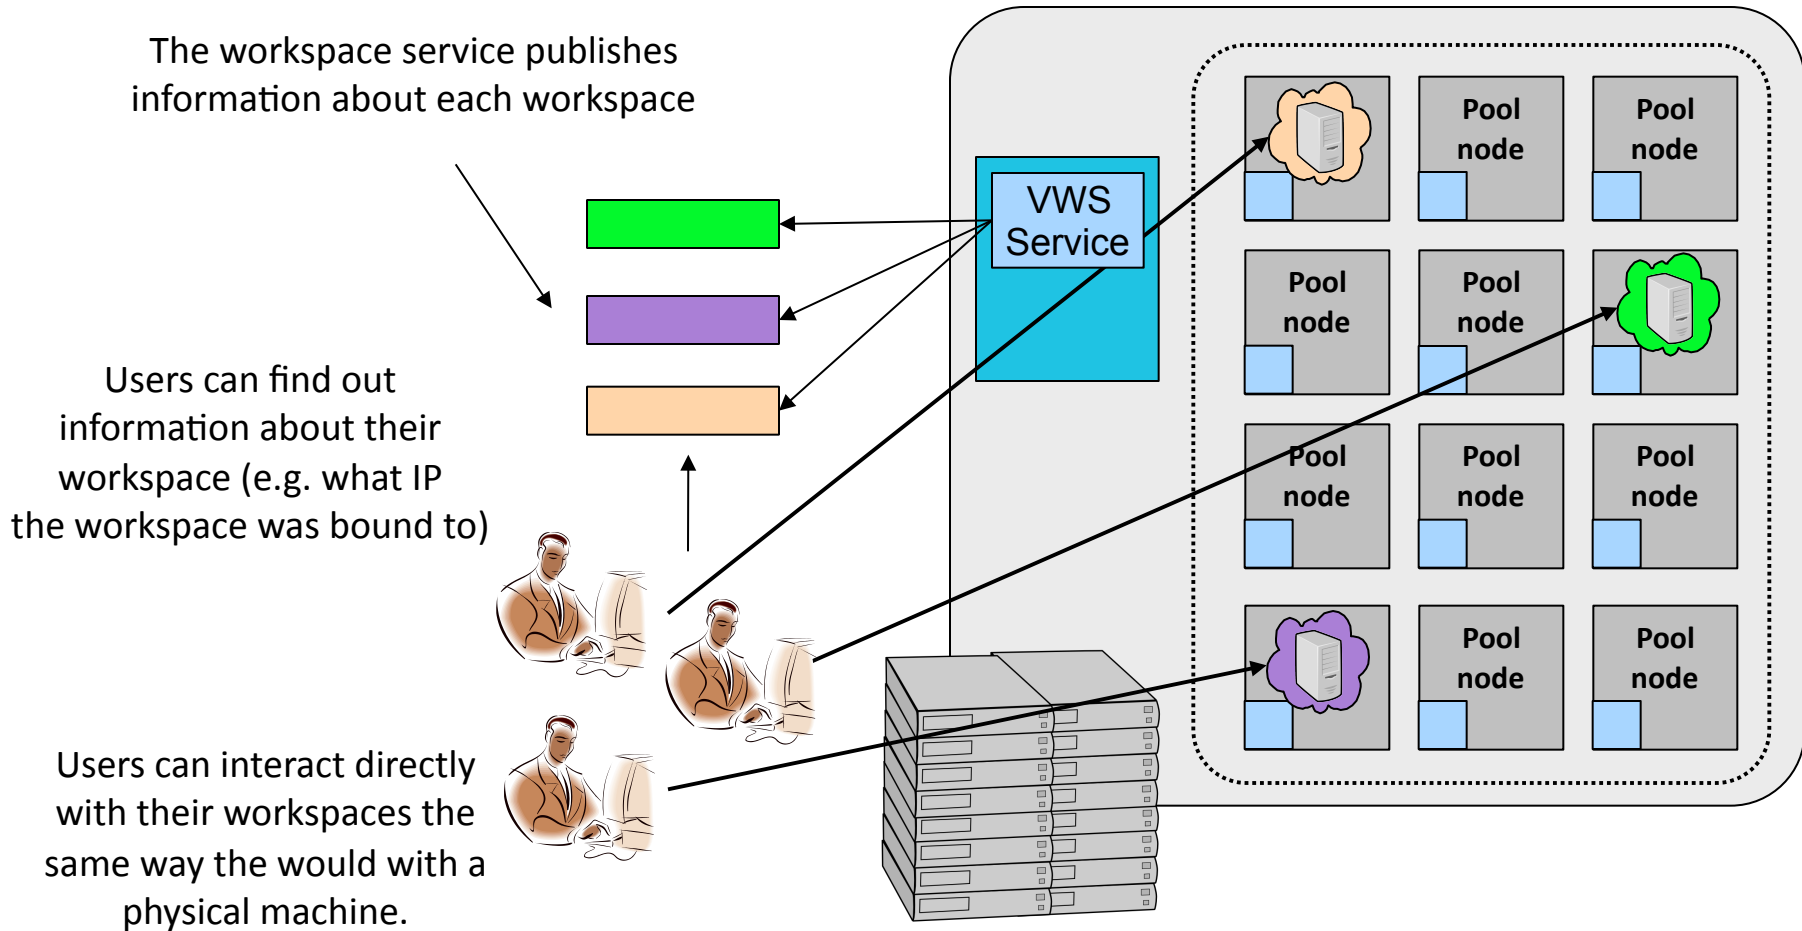 The workspace service publishes
information about each workspace
Users can find out
information about their
workspace (e.g. what IP
the workspace was bound to)
Users can interact directly
with their workspaces the
same way the would with a
physical machine.
VWS
Service
Pool
node
Pool
node
Pool
node
Pool
node
Pool
node
Pool
node
Pool
node
Pool
node
Pool
node